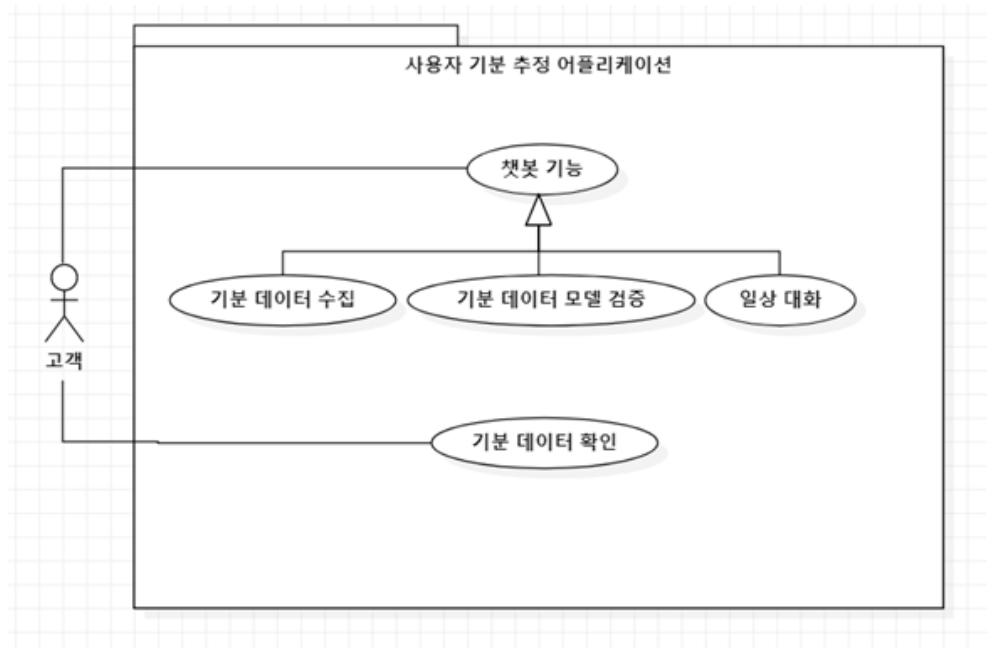 사용자 기분 추정 어플리케이션
챗봇 기능
기분 데이터 수집
기분 데이터 모델 검증
일상 대화
고객
기분 데이터 확인